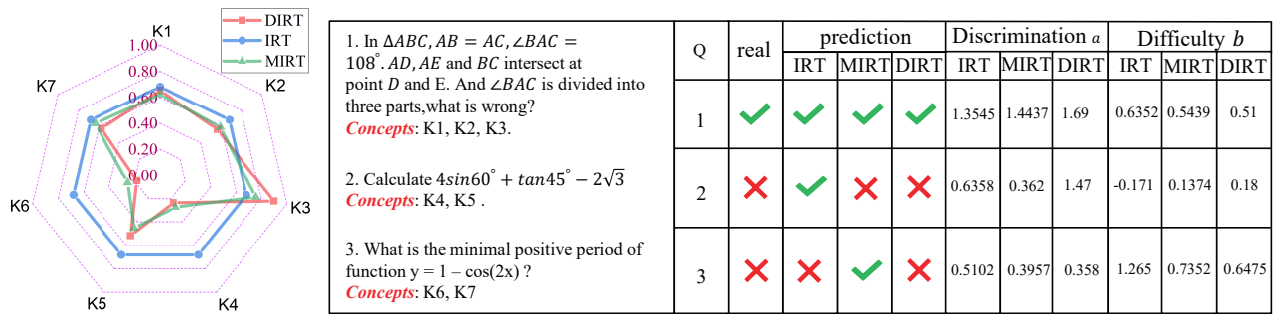 DIRT
IRT
MIRT
K1
K2
K3
K4
K5
K6
K7
1.00
0.80
0.60
0.40
0.20
0.00
1. In ΔABC, AB = AC, ∠BAC =
108°. AD, AE and BC intersect at
point D and E. And ∠BAC is divided into
three parts,what is wrong?
Concepts: K1, K2, K3.
2. Calculate 4sin60° + tan45° − 2√3
Concepts: K4, K5 .
3. What is the minimal positive period of
function y = 1 – cos(2x) ?
Concepts: K6, K7
Q real prediction Discrimination a Difficulty b
IRT MIRT DIRT IRT MIRT DIRT IRT MIRT DIRT
1 ✓ ✓ ✓ ✓ 1.3545 1.4437 1.69 0.6352 0.5439 0.51
2 ✗ ✓ ✗ ✗ 0.6358 0.362 1.47 -0.171 0.1374 0.18
3 ✗ ✗ ✓ ✗ 0.5102 0.3957 0.358 1.265 0.7352 0.6475